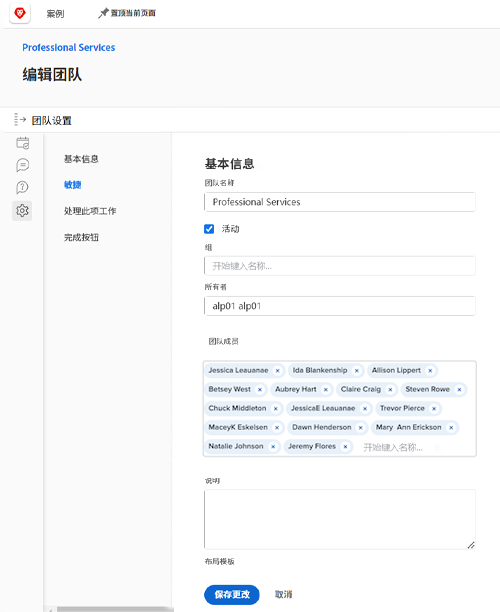 案例
置顶当前页面
Professional Services
编辑团队
团队设置
基本信息
敏捷
处理此项工作
完成按钮
基本信息
团队名称
Professional Services
活动
组
开始键入名称...
所有者
alp01 alp01
团队成员
Jessica Leauanae × Ida Blankenship × Allison Lippert ×
Betsey West × Aubrey Hart × Claire Craig × Steven Rowe ×
Chuck Middleton × JessicaE Leauanae × Trevor Pierce ×
MaceyK Eskelsen × Dawn Henderson × Mary Ann Erickson ×
Natalie Johnson × Jeremy Flores × 开始键入名称...
说明
布局模板
保存更改 取消